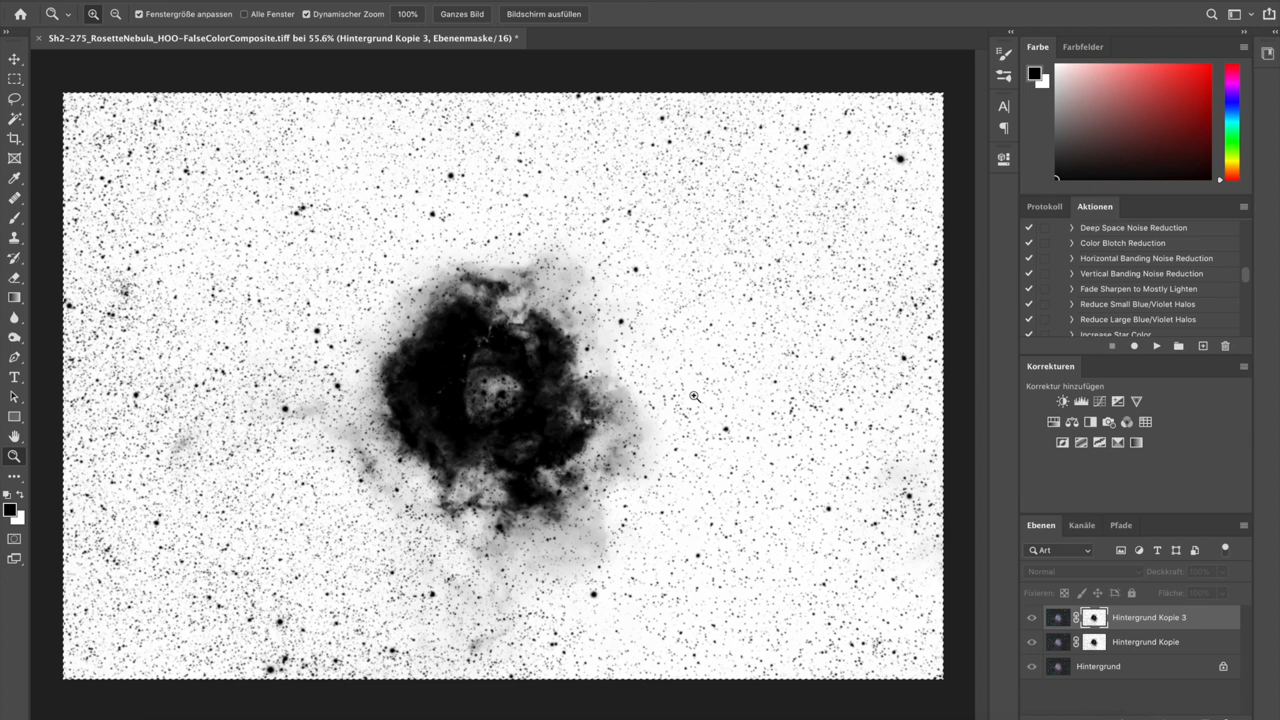 Fenstergröße anpassen Alle Fenster Dynamischer Zoom 100% Ganzes Bild Bildschirm ausfüllen
Sh2-275_RosetteNebula_HOO-FalseColorComposite.tiff bei 55.6% (Hintergrund Kopie 3, Ebenenmaske/16) *
Farbe Farbfelder
Protokoll Aktionen
Deep Space Noise Reduction
Color Blotch Reduction
Horizontal Banding Noise Reduction
Vertical Banding Noise Reduction
Fade Sharpen to Mostly Lighten
Reduce Small Blue/Violet Halos
Reduce Large Blue/Violet Halos
Increase Star Color
Korrekturen
Korrektur hinzufügen
Ebenen Kanäle Pfade
Art
Normal Deckkraft: 100%
Fixieren: Fläche: 100%
Hintergrund Kopie 3
Hintergrund Kopie
Hintergrund